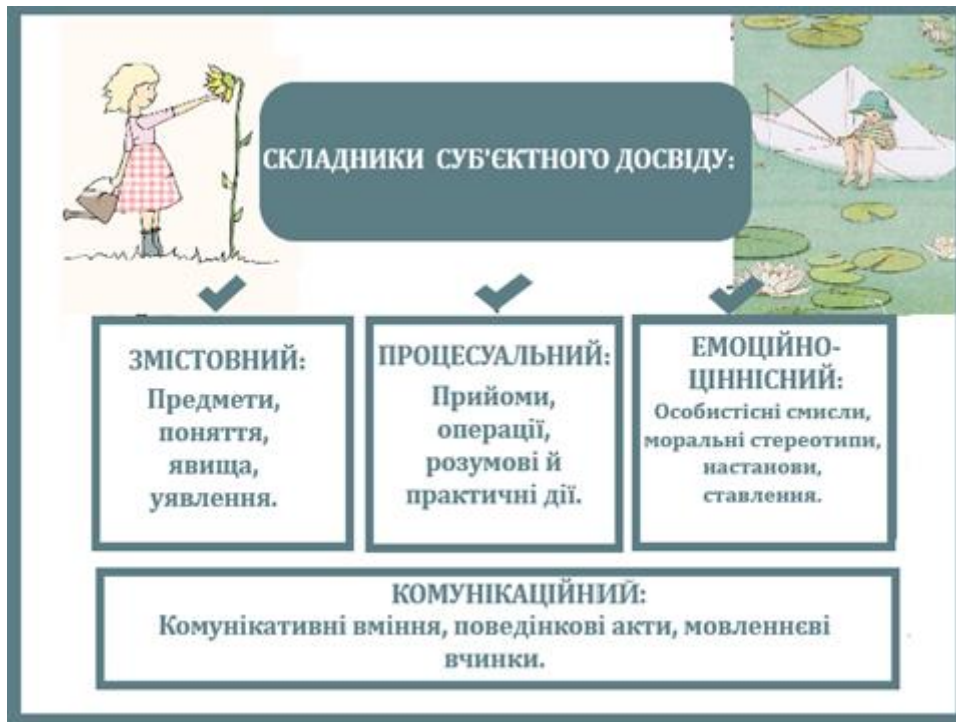 СКЛАДНИКИ СУБ'ЄКТНОГО ДОСВІДУ:
ЗМІСТОВНИЙ:
Предмети,
поняття,
явища,
уявлення.
ПРОЦЕСУАЛЬНИЙ:
Прийоми,
операції,
розумові й
практичні дії.
ЕМОЦІЙНО-
ЦІННІСНИЙ:
Особистісні смисли,
моральні стереотипи,
настанови,
ставлення.
КОМУНІКАЦІЙНИЙ:
Комунікативні вміння, поведінкові акти, мовленнєві
вчинки.